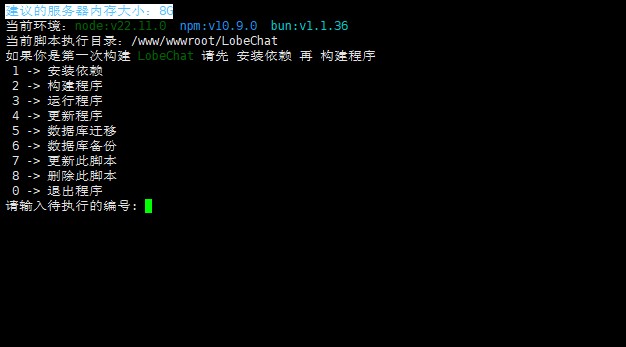 建议的服务器内存大小：8G
当前环境：node:v22.11.0 npm:v10.9.0 bun:v1.1.36
当前脚本执行目录：/www/wwwroot/LobeChat
如果你是第一次构建 LobeChat 请先 安装依赖 再 构建程序
1 -> 安装依赖
2 -> 构建程序
3 -> 运行程序
4 -> 更新程序
5 -> 数据库迁移
6 -> 数据库备份
7 -> 更新此脚本
8 -> 删除此脚本
0 -> 退出程序
请输入待执行的编号：